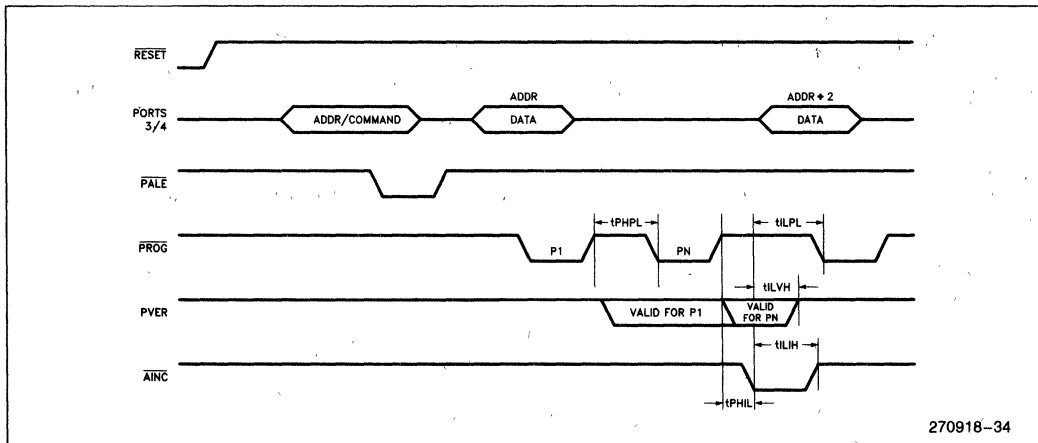 RESET
PORTS
3/4
ADDR/COMMAND
ADDR
DATA
ADDR + 2
DATA
PALE
PROG
P1
tPHPL
PN
tILPL
PVER
VALID FOR P1
VALID
FOR PN
tILVH
AINC
tILIH
tPHIL
270918-34